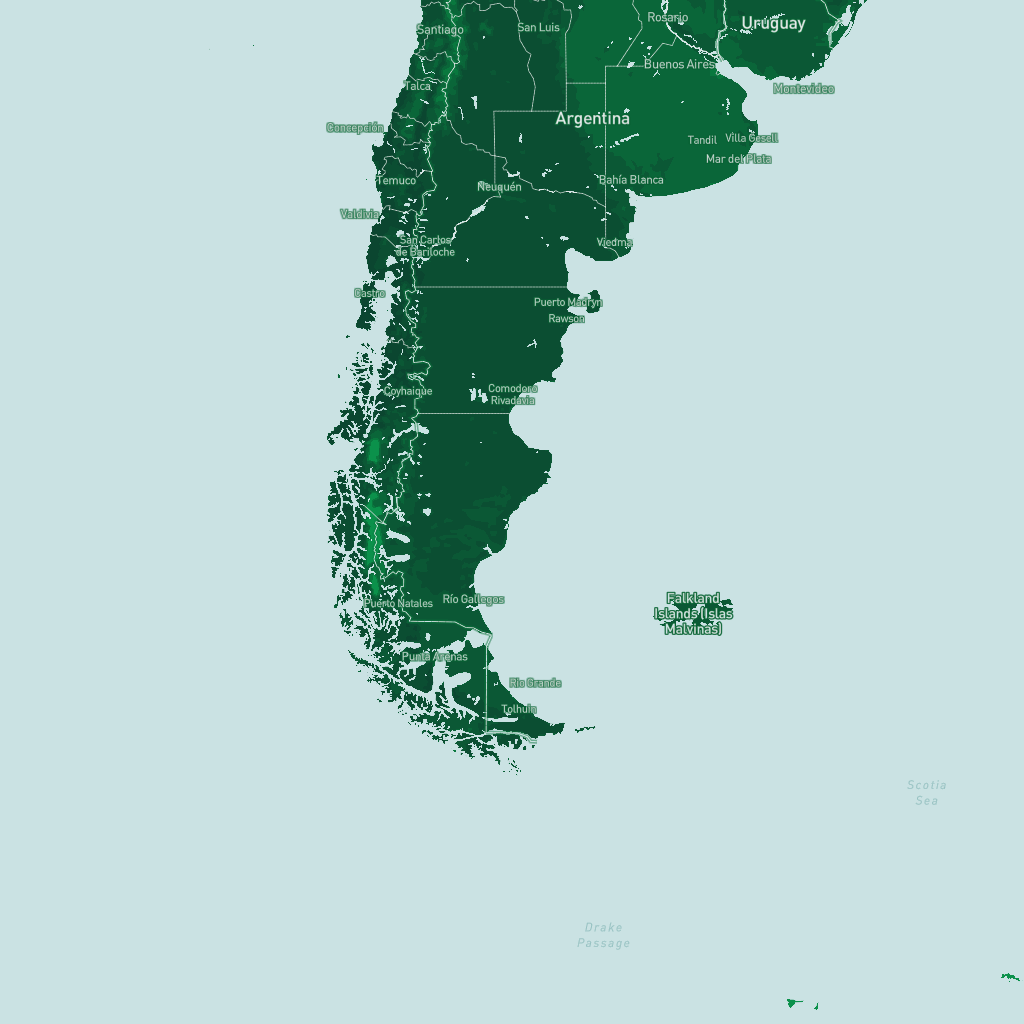 Rosario
Uruguay
Santiago
San Luis
Buenos Aires
Talca
Montevideo
Argentina
Concepción
Tandil
Villa Gesell
Mar del Plata
Temuco
Neuquén
Bahía Blanca
Valdivia
San Carlos
de Bariloche
Viedma
Castro
Puerto Madryn
Rawson
Coyhaique
Comodoro
Rivadavia
Puerto Natales
Río Gallegos
Falkland
Islands (Islas
Malvinas)
Punta Arenas
Río Grande
Tolhuin
Scotia
Sea
Drake
Passage